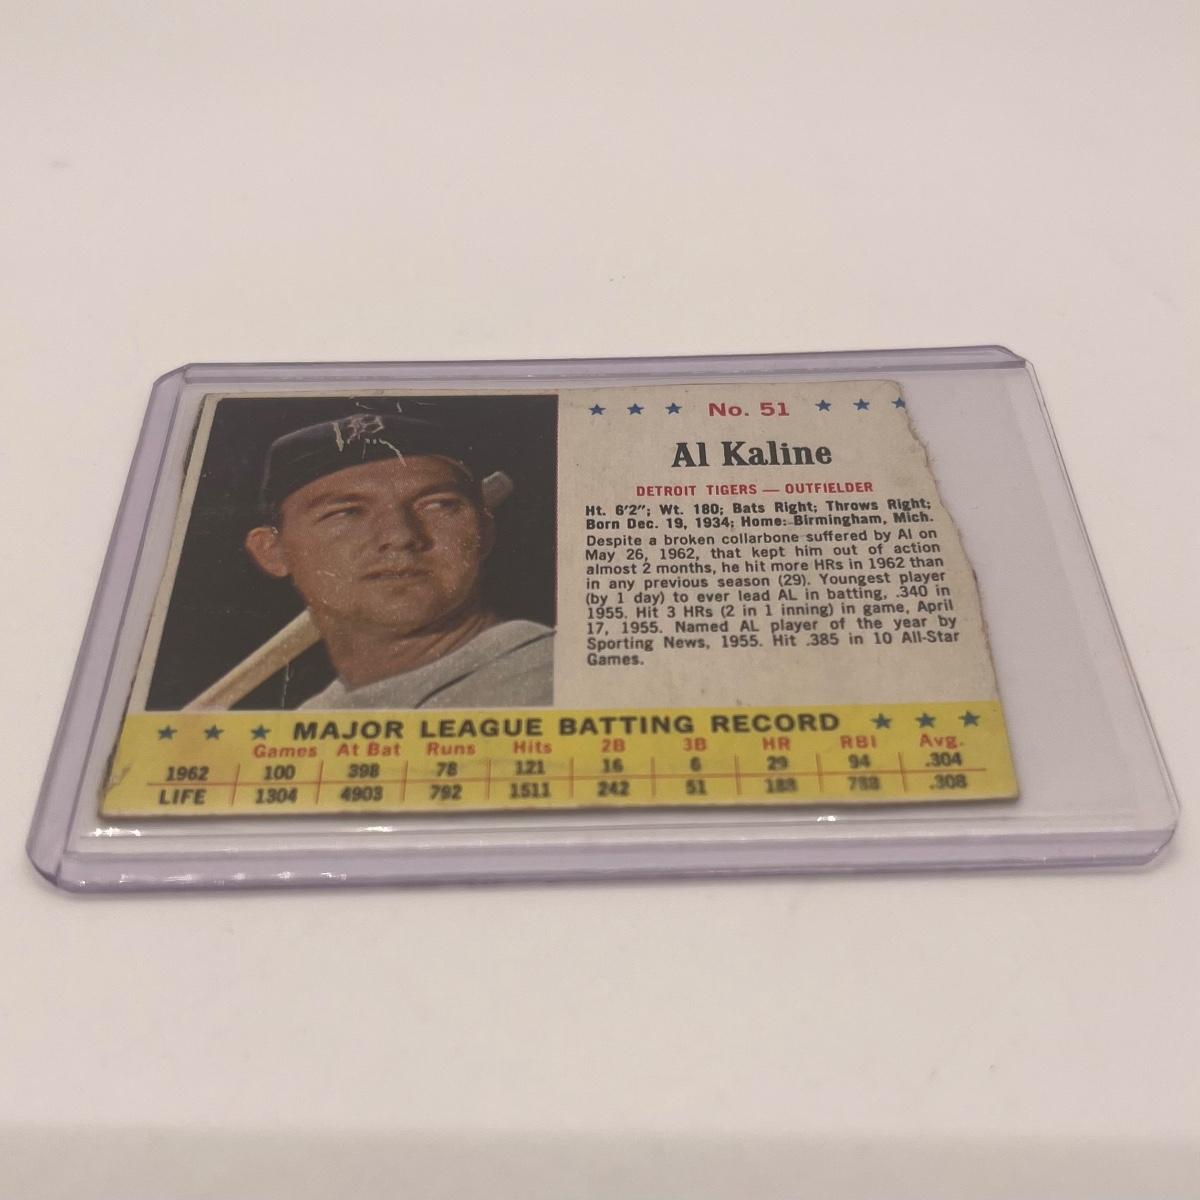 ★ ★ ★ No. 51 ★ ★ ★
Al Kaline
DETROIT TIGERS — OUTFIELDER
Ht. 6'2"; Wt. 180; Bats Right; Throws Right;
Born Dec. 19, 1934; Home: Birmingham, Mich.
Despite a broken collarbone suffered by Al on
May 26, 1962, that kept him out of action
almost 2 months, he hit more HRs in 1962 than
in any previous season (29). Youngest player
(by 1 day) to ever lead AL in batting, .340 in
1955. Hit 3 HRs (2 in 1 inning) in game, April
17, 1955. Named AL player of the year by
Sporting News, 1955. Hit .385 in 10 All-Star
Games.
★ ★ ★ MAJOR LEAGUE BATTING RECORD ★ ★ ★
Games At Bat Runs Hits 2B 3B HR RBI Avg.
1962 100 398 78 121 16 6 29 94 .304
LIFE 1304 4903 792 1511 242 51 188 788 .308